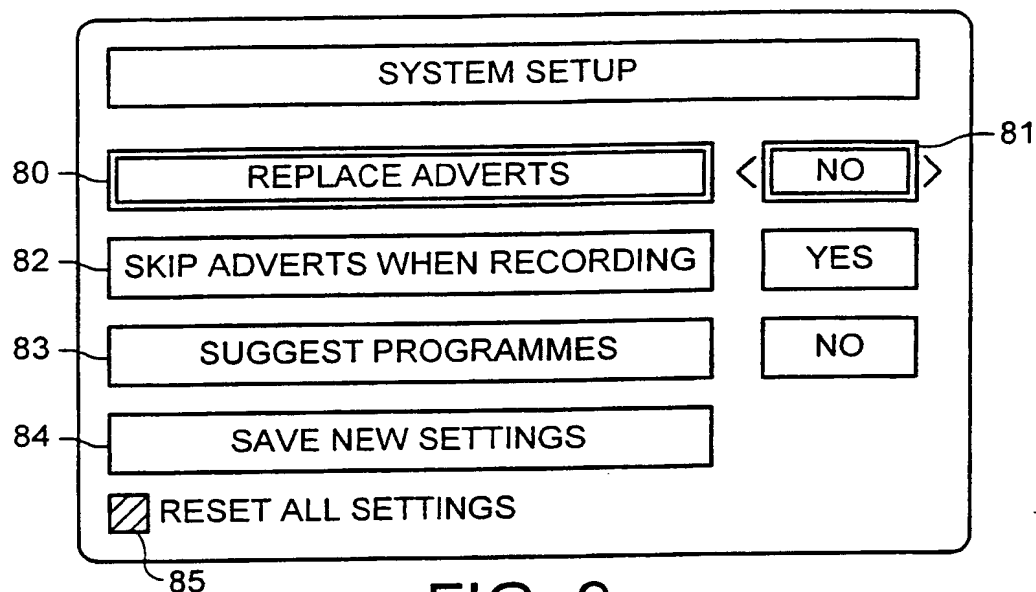 SYSTEM SETUP
80 REPLACE ADVERTS < NO > 81
82 SKIP ADVERTS WHEN RECORDING YES
83 SUGGEST PROGRAMMES NO
84 SAVE NEW SETTINGS
RESET ALL SETTINGS
85